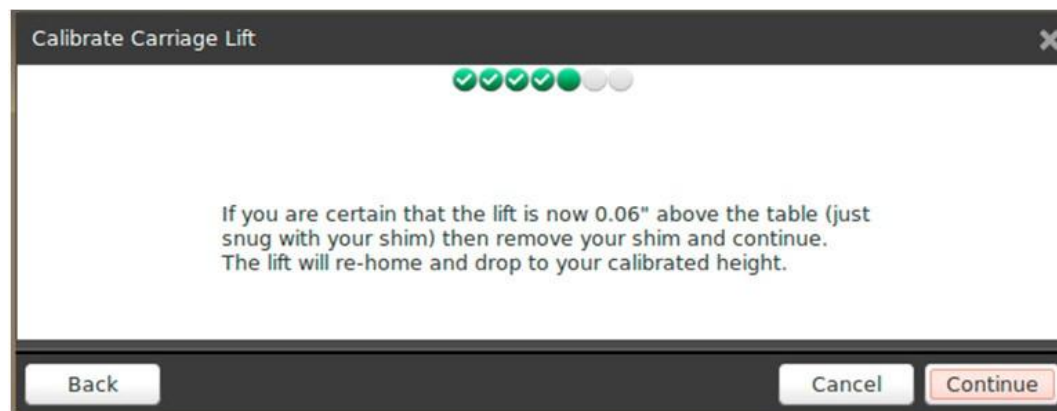 Calibrate Carriage Lift
If you are certain that the lift is now 0.06" above the table (just
snug with your shim) then remove your shim and continue.
The lift will re-home and drop to your calibrated height.
Back
Cancel
Continue